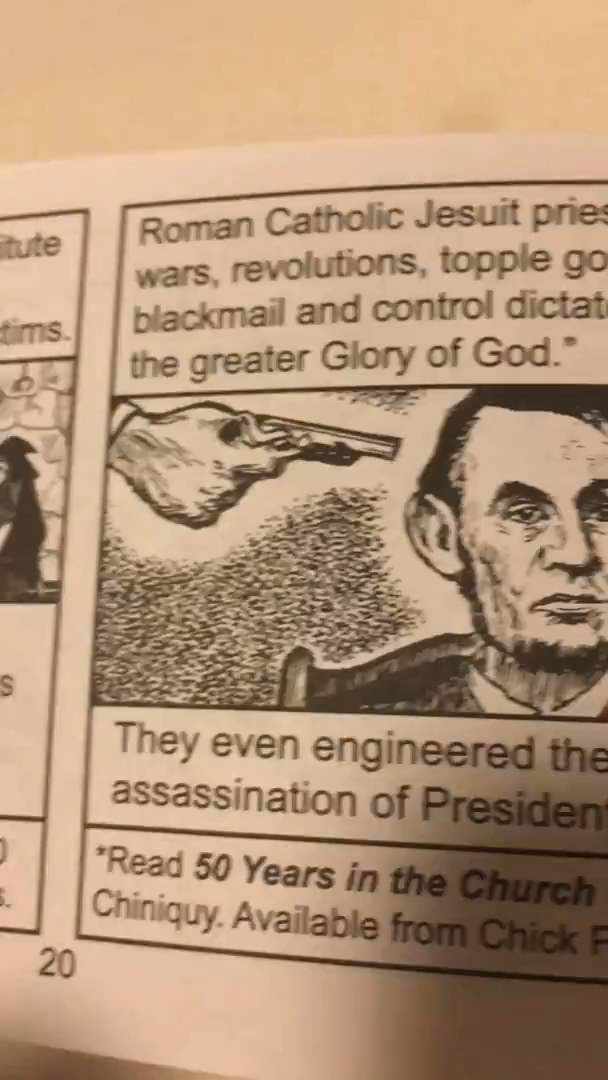 itute
tims.
s
0
s.
20
Roman Catholic Jesuit pries
wars, revolutions, topple go
blackmail and control dictat
the greater Glory of God."
They even engineered the
assassination of Presiden
*Read 50 Years in the Church
Chiniquy. Available from Chick P